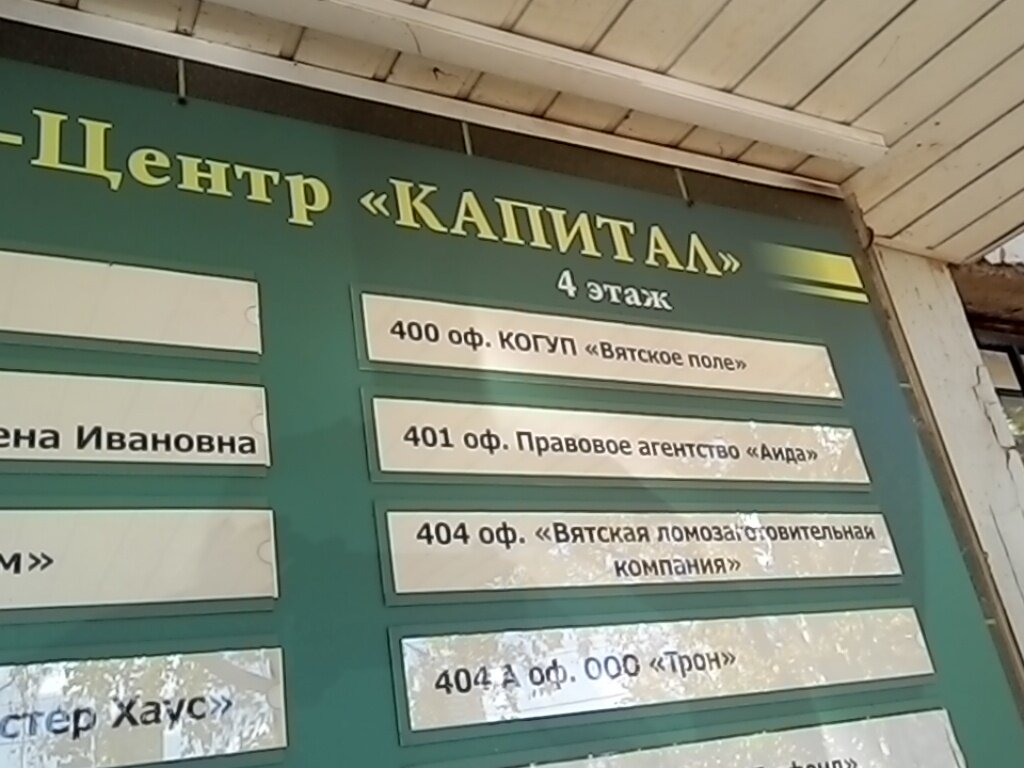 -Центр «КАПИТАЛ»
4 этаж
400 оф. КОГУП «Вятское поле»
401 оф. Правовое агентство «Аида»
404 оф. «Вятская ломозаготовительная
компания»
404 А оф. ООО «Трон»
ена Ивановна
м»
стер Хаус»